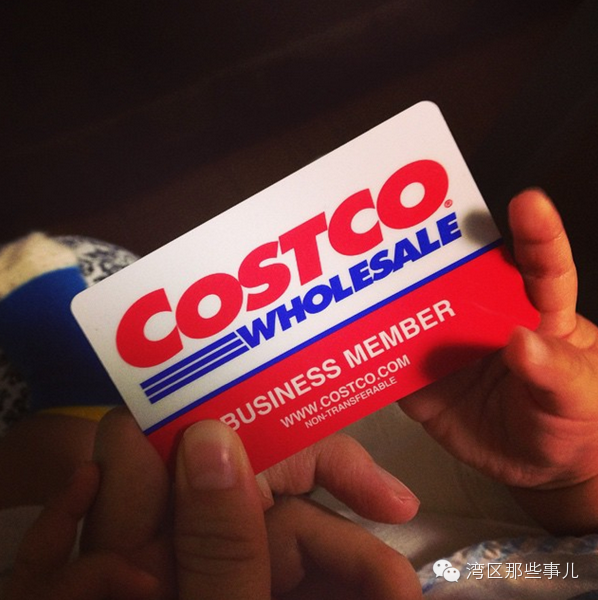 COSTCO®
WHOLESALE
BUSINESS MEMBER
WWW.COSTCO.COM
NON-TRANSFERABLE
湾区那些事儿